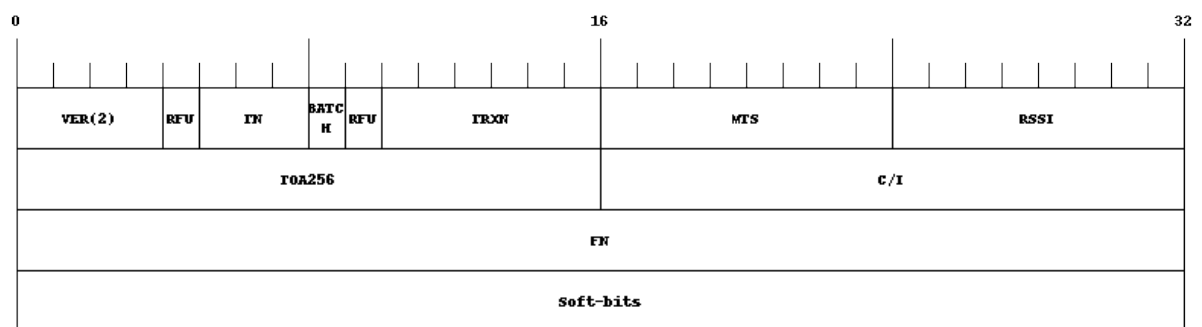 0 16 32
VER(2) RFU TN BATC
H RFU TRXN MTS RSSI
TOA256 C/I
FN
Soft-bits